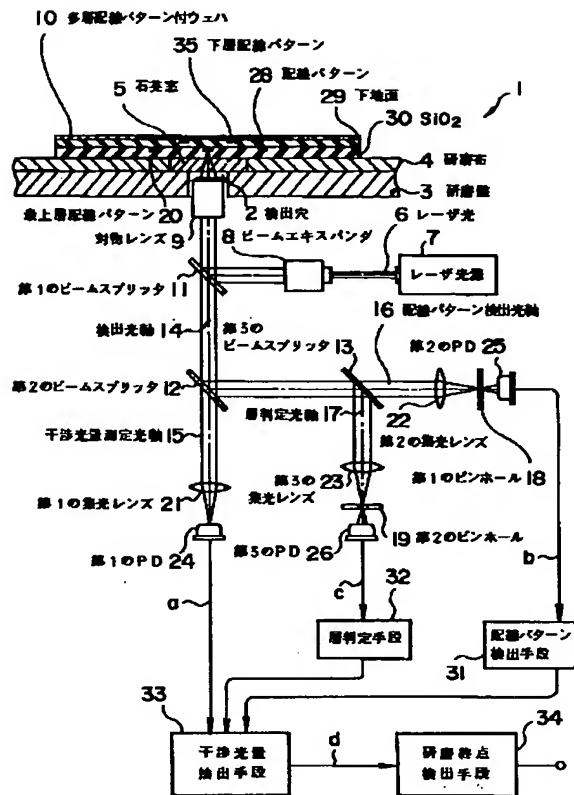 10 多層配線パターン付ウェハ
35 下層配線パターン
28 配線パターン
5 石英窓
29 下地面
1
30 SiO2
4 研磨布
3 研磨盤
最上層配線パターン 20
2 検出穴
対物レンズ 9
6 レーザ光
8 ビームエキスパンダ
7
レーザ光源
第1のビームスプリッタ 11
16 配線パターン検出光軸
検出光軸 14
第3のビームスプリッタ 13
第2のPD 25
第2のビームスプリッタ 12
層判定光軸 17
22 第2の集光レンズ
干渉光量測定光軸 15
第1のピンホール 18
第1の集光レンズ 21
第3の集光レンズ 23
19 第2のピンホール
第1のPD 24
第3のPD 26
a
c
b
32
層判定手段
配線パターン検出手段
31
33
干渉光量抽出手段
d
34
研磨終点検出手段